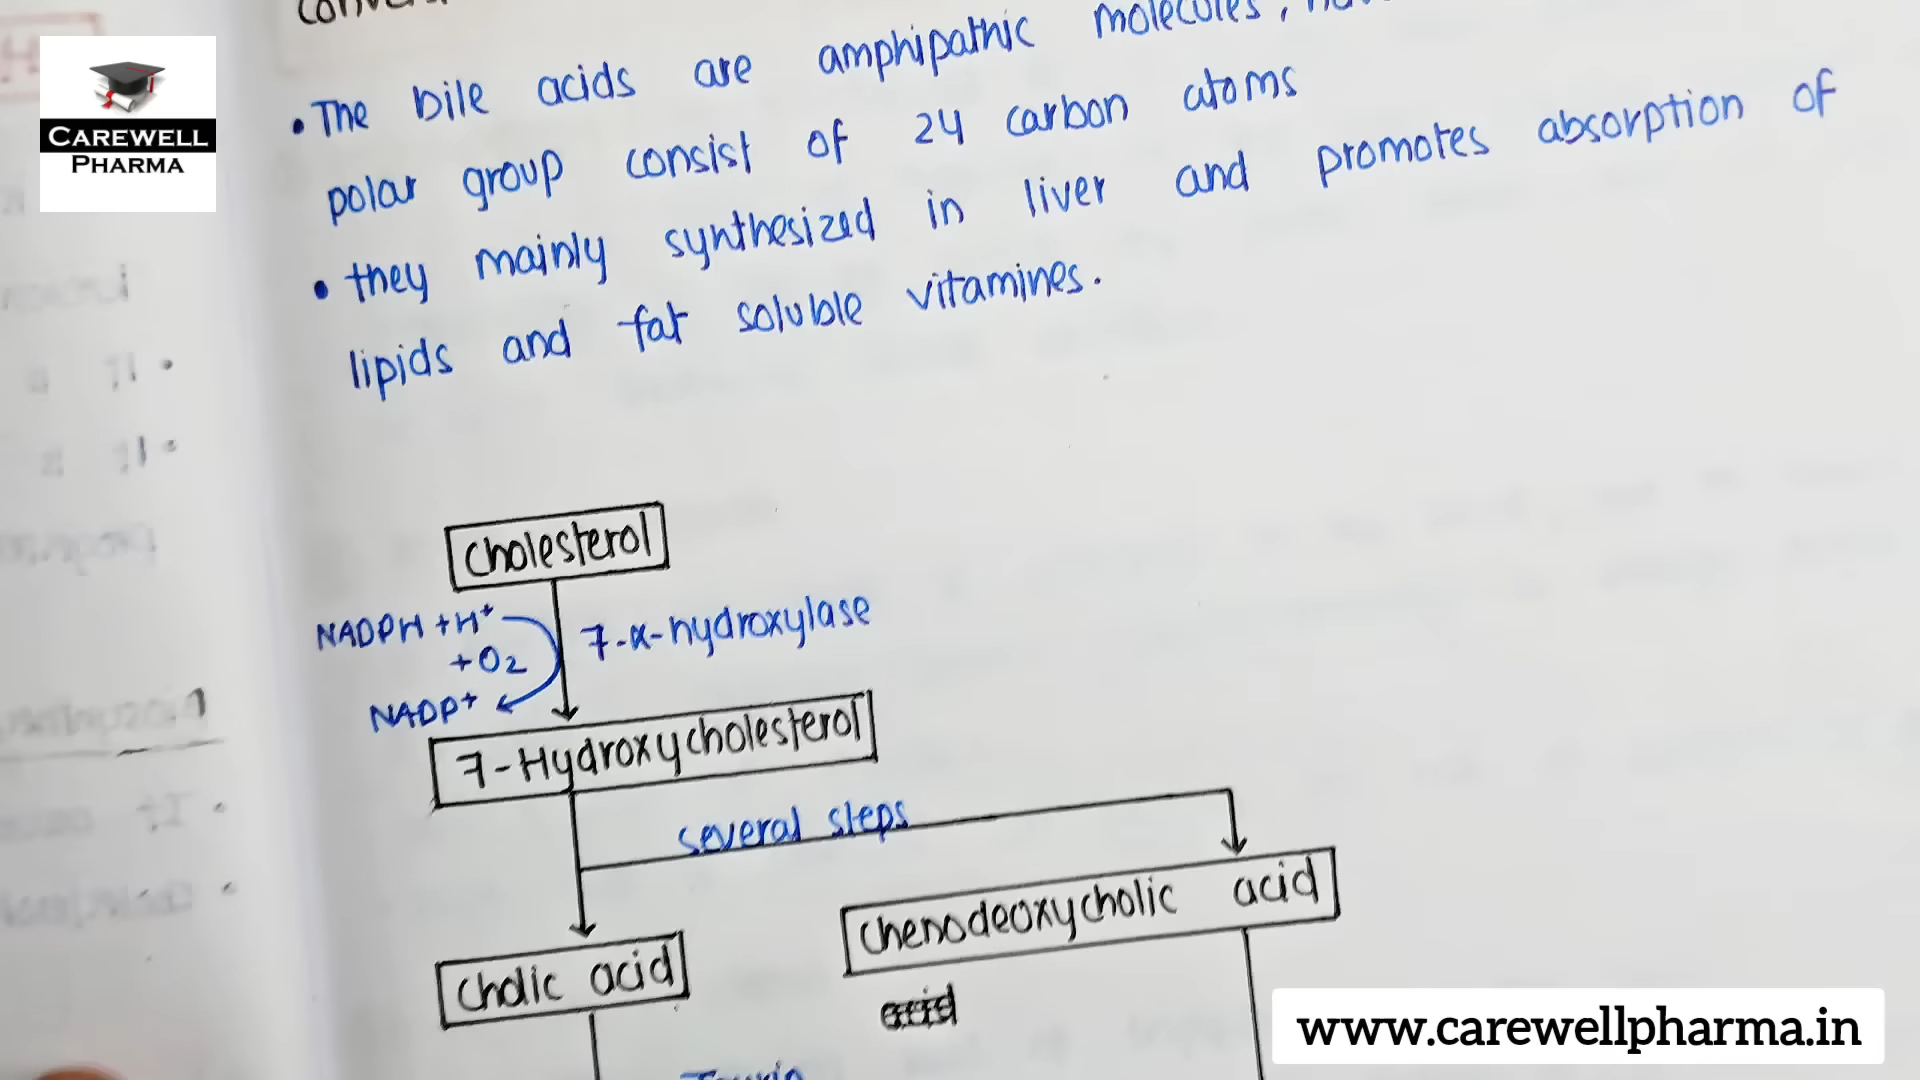 CAREWELL
PHARMA
• The bile acids are amphipathic molecules,
polar group consist of 24 carbon atoms
• they mainly synthesized in liver and promotes absorption of
lipids and fat soluble vitamines.
Cholesterol
NADPH + H+
+O2
NADP+
7-α-hydroxylase
7-Hydroxycholesterol
several steps
Chenodeoxycholic acid
Cholic acid
acid
www.carewellpharma.in